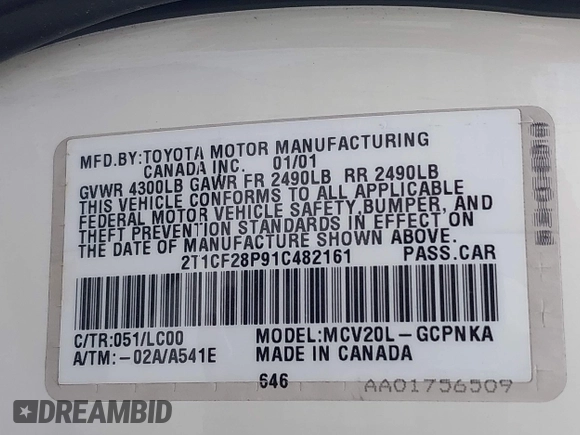 MFD.BY:TOYOTA MOTOR MANUFACTURING
CANADA INC. 01/01
GVWR 4300LB GAWR FR 2490LB RR 2490LB
THIS VEHICLE CONFORMS TO ALL APPLICABLE
FEDERAL MOTOR VEHICLE SAFETY, BUMPER, AND
THEFT PREVENTION STANDARDS IN EFFECT ON
THE DATE OF MANUFACTURE SHOWN ABOVE.
2T1CF28P91C482161 PASS.CAR
C/TR:051/LC00 MODEL:MCV20L-GCPNKA
A/TM:-02A/A541E MADE IN CANADA
646 AA01756509
DREAMBID